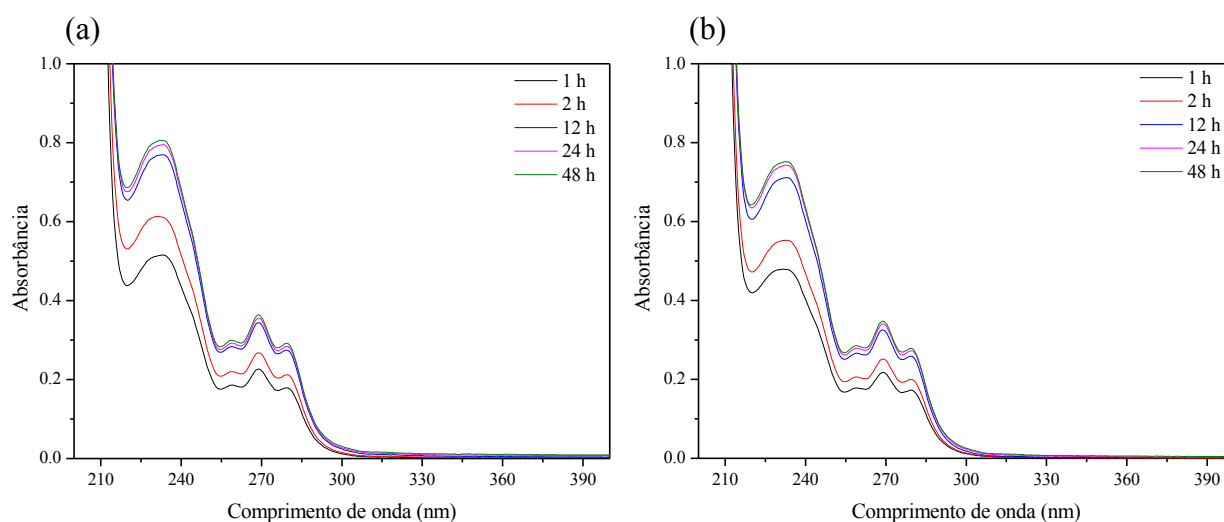 (a)
1.0
0.8
0.6
0.4
0.2
0.0
Absorbância
1 h
2 h
12 h
24 h
48 h
210 240 270 300 330 360 390
Comprimento de onda (nm)
(b)
1.0
0.8
0.6
0.4
0.2
0.0
Absorbância
1 h
2 h
12 h
24 h
48 h
210 240 270 300 330 360 390
Comprimento de onda (nm)